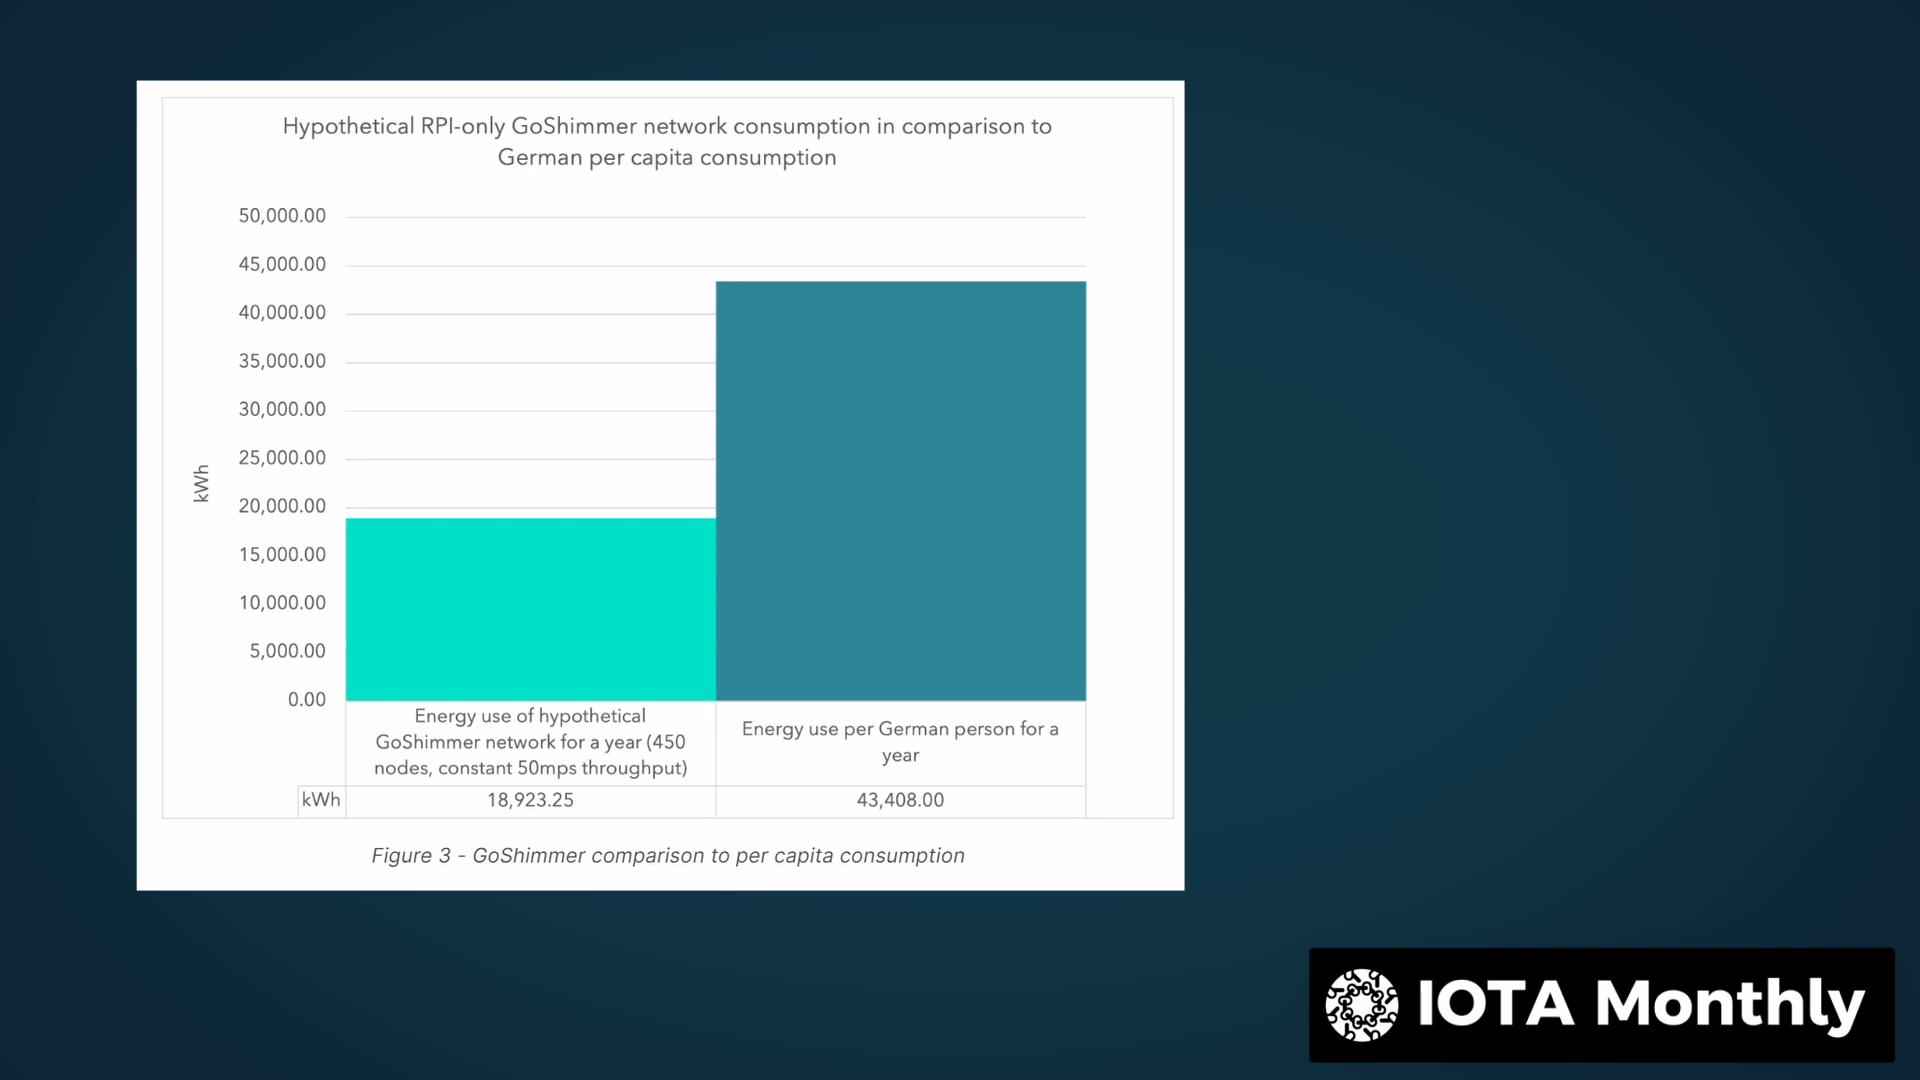 Hypothetical RPI-only GoShimmer network consumption in comparison to
German per capita consumption
50,000.00
45,000.00
40,000.00
35,000.00
30,000.00
25,000.00
20,000.00
15,000.00
10,000.00
5,000.00
0.00
kWh
Energy use of hypothetical
GoShimmer network for a year (450
nodes, constant 50mps throughput)
Energy use per German person for a
year
kWh 18,923.25 43,408.00
Figure 3 - GoShimmer comparison to per capita consumption
IOTA Monthly